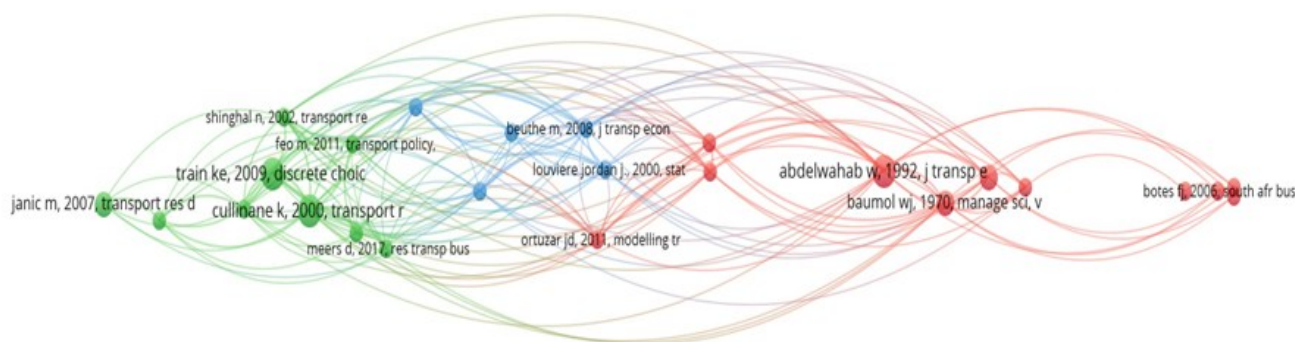 shinghal n, 2002, transport re
feo m. 2011, transport policy,
beuthe m, 2008, j transp econ
train ke, 2009, discrete choic
louviere jordan j., 2000, stat
abdelwahab w, 1992, j transp e
janic m, 2007, transport res d
cullinane k, 2000, transport r
baumol wj, 1970, manage sci, v
botes fj, 2006, south afr bus
meers d, 2017, res transp bus
ortuzar jd, 2011, modelling tr